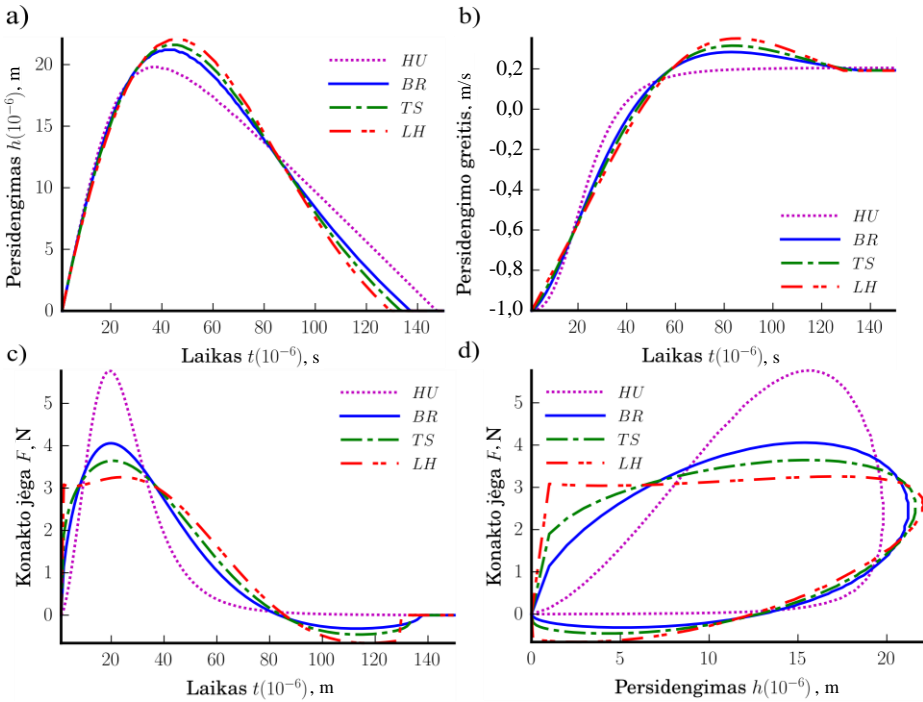 a)
Persidengimas h(10⁻⁶), m
20
15
10
5
0
20 40 60 80 100 120 140
Laikas t(10⁻⁶), s
HU
BR
TS
LH
b)
Persidengimo greitis. m/s
0,2
0,0
-0,2
-0,4
-0,6
-0,8
-1,0
20 40 60 80 100 120 140
Laikas t(10⁻⁶), s
HU
BR
TS
LH
c)
Konakto jėga F, N
5
4
3
2
1
0
20 40 60 80 100 120 140
Laikas t(10⁻⁶) , m
HU
BR
TS
LH
d)
Konakto jėga F, N
5
4
3
2
1
0
0 5 10 15 20
Persidengimas h(10⁻⁶) , m
HU
BR
TS
LH